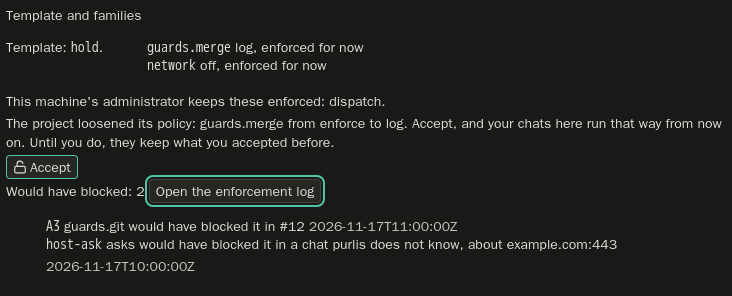 Template and families
Template: hold. guards.merge log, enforced for now
network off, enforced for now
This machine's administrator keeps these enforced: dispatch.
The project loosened its policy: guards.merge from enforce to log. Accept, and your chats here run that way from now
on. Until you do, they keep what you accepted before.
Accept
Would have blocked: 2 Open the enforcement log
A3 guards.git would have blocked it in #12 2026-11-17T11:00:00Z
host-ask asks would have blocked it in a chat purlis does not know, about example.com:443
2026-11-17T10:00:00Z